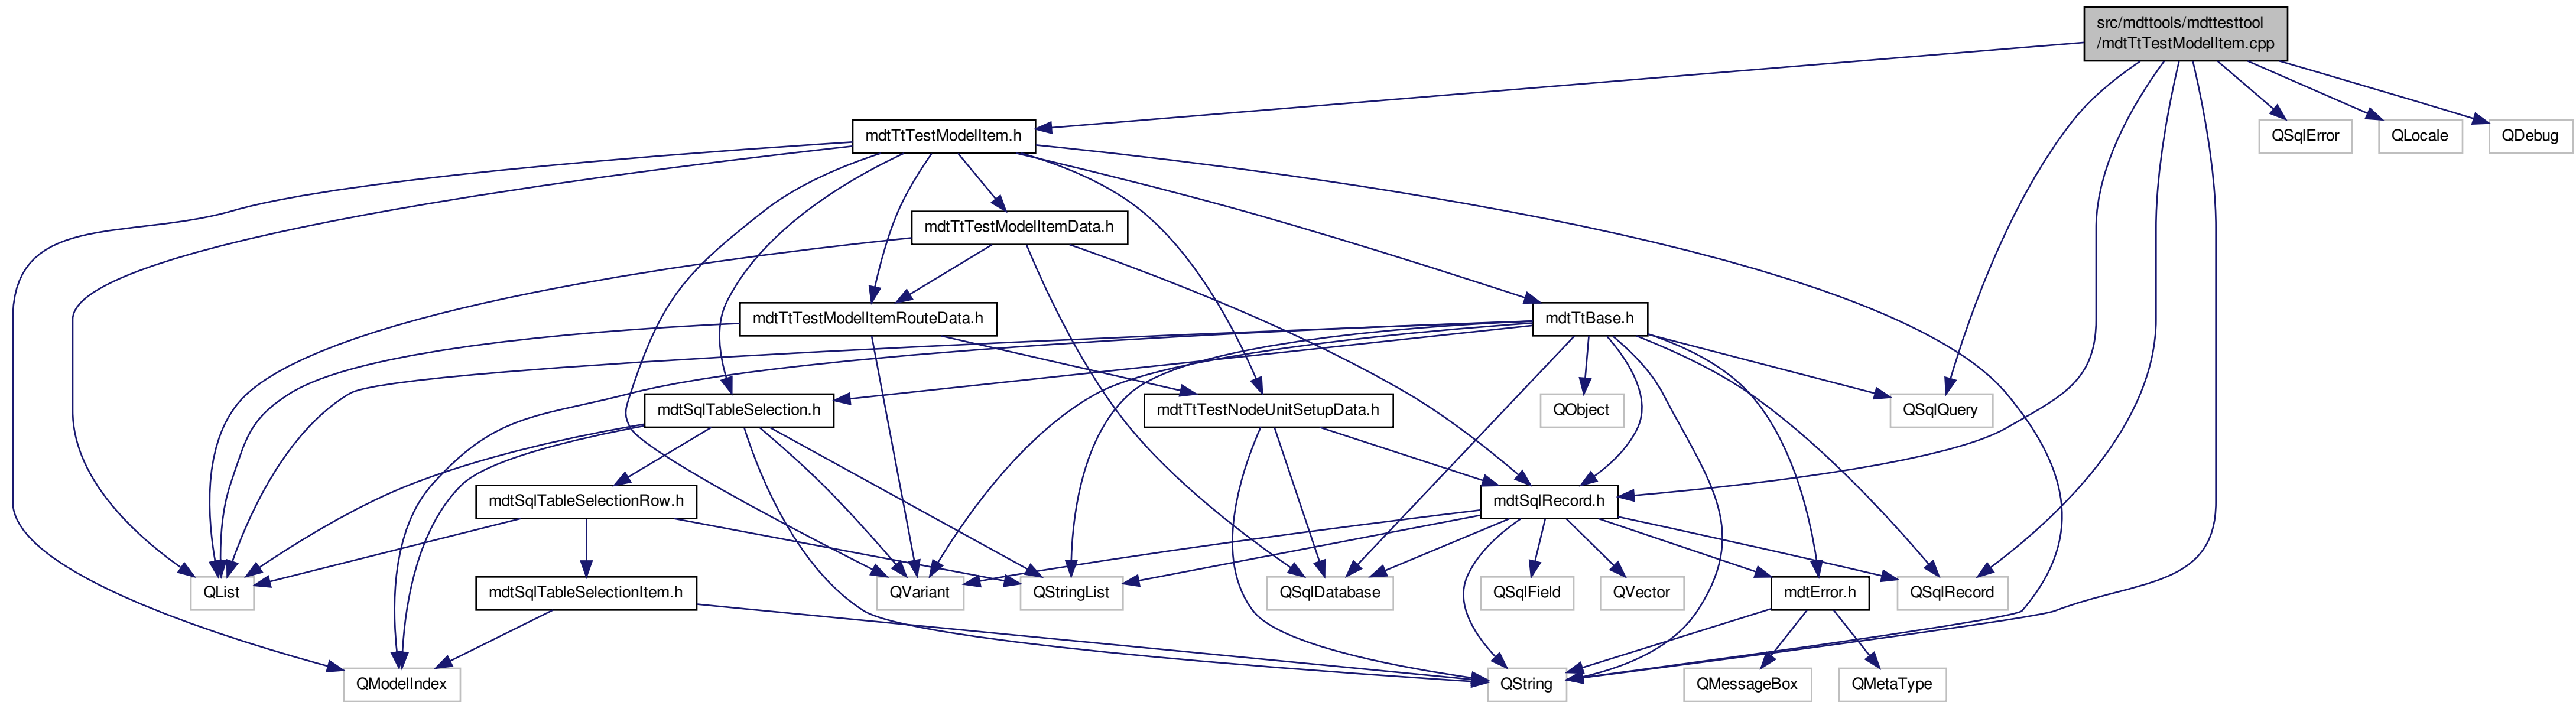 src/mdttools/mdttesttool
/mdtTtTestModelItem.cpp
mdtTtTestModelItem.h
QSqlError
QLocale
QDebug
mdtTtTestModelItemData.h
mdtTtTestModelItemRouteData.h
mdtTtBase.h
mdtSqlTableSelection.h
mdtTtTestNodeUnitSetupData.h
QObject
QSqlQuery
mdtSqlTableSelectionRow.h
mdtSqlRecord.h
QList
mdtSqlTableSelectionItem.h
QVariant
QStringList
QSqlDatabase
QSqlField
QVector
mdtError.h
QSqlRecord
QModelIndex
QString
QMessageBox
QMetaType